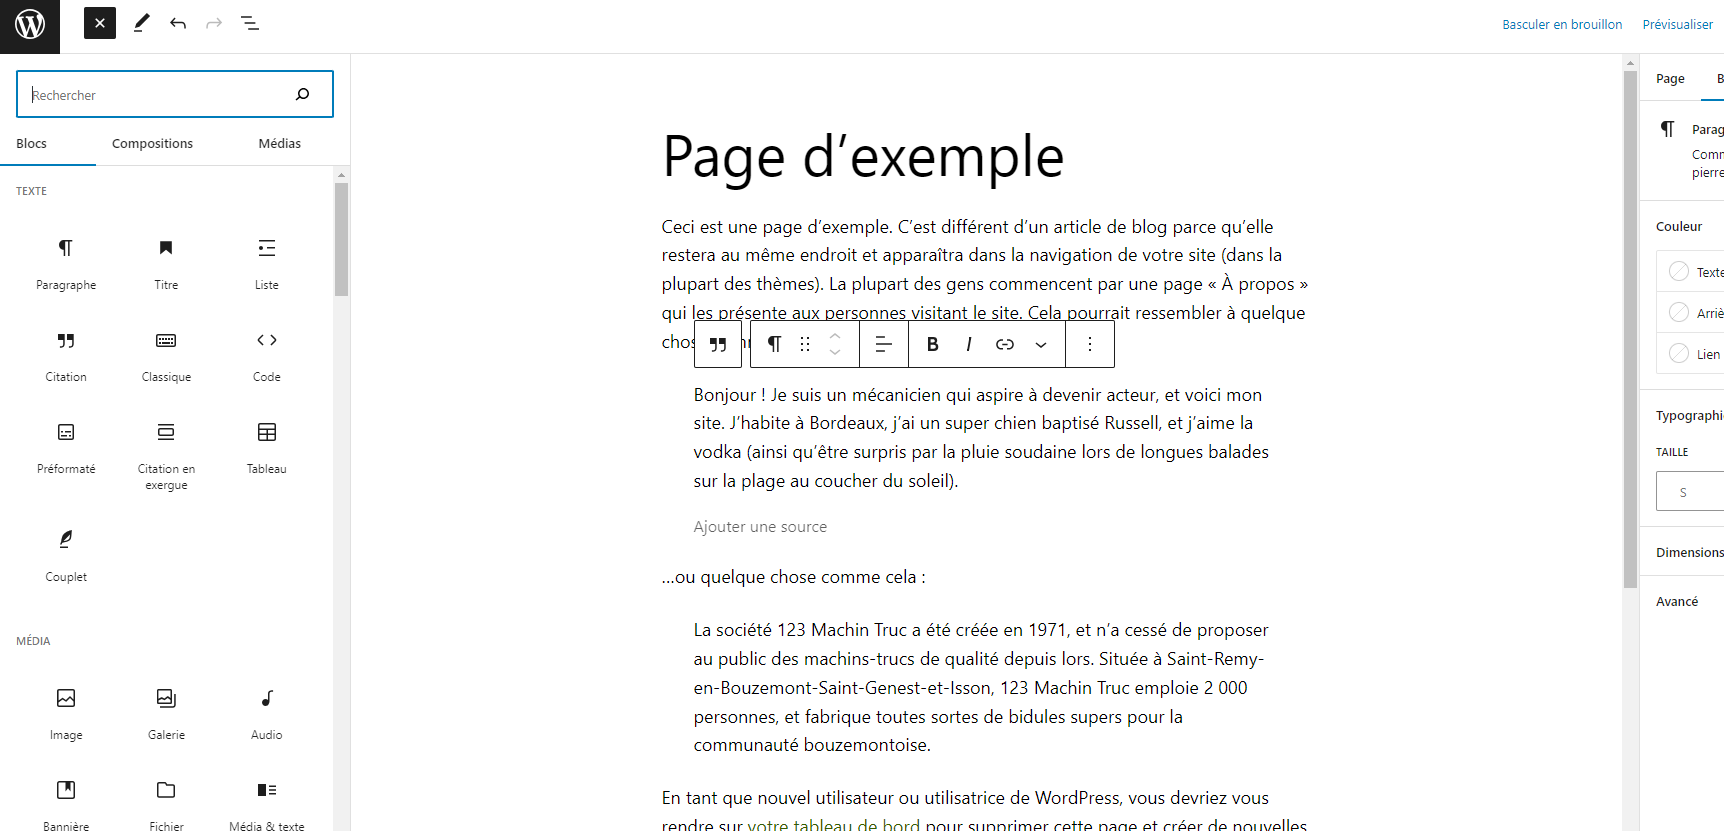 Basculer en brouillon
Prévisualiser
Rechercher
Blocs
Compositions
Médias
TEXTE
Paragraphe
Titre
Liste
Citation
Classique
Code
Préformaté
Citation en
exergue
Tableau
Couplet
MÉDIA
Image
Galerie
Audio
Bannière
Fichier
Média & texte
Page d’exemple
Ceci est une page d’exemple. C’est différent d’un article de blog parce qu’elle
restera au même endroit et apparaîtra dans la navigation de votre site (dans la
plupart des thèmes). La plupart des gens commencent par une page « À propos »
qui les présente aux personnes visitant le site. Cela pourrait ressembler à quelque
B I
Bonjour ! Je suis un mécanicien qui aspire à devenir acteur, et voici mon
site. J’habite à Bordeaux, j’ai un super chien baptisé Russell, et j’aime la
vodka (ainsi qu’être surpris par la pluie soudaine lors de longues balades
sur la plage au coucher du soleil).
Ajouter une source
…ou quelque chose comme cela :
La société 123 Machin Truc a été créée en 1971, et n’a cessé de proposer
au public des machins-trucs de qualité depuis lors. Située à Saint-Remy-
en-Bouzemont-Saint-Genest-et-Isson, 123 Machin Truc emploie 2 000
personnes, et fabrique toutes sortes de bidules supers pour la
communauté bouzemontoise.
En tant que nouvel utilisateur ou utilisatrice de WordPress, vous devriez vous
rendre sur votre tableau de bord pour supprimer cette page et créer de nouvelles
Page
Parag
Comm
pierre
Couleur
Texte
Arriè
Lien
Typographi
TAILLE
S
Dimensions
Avancé